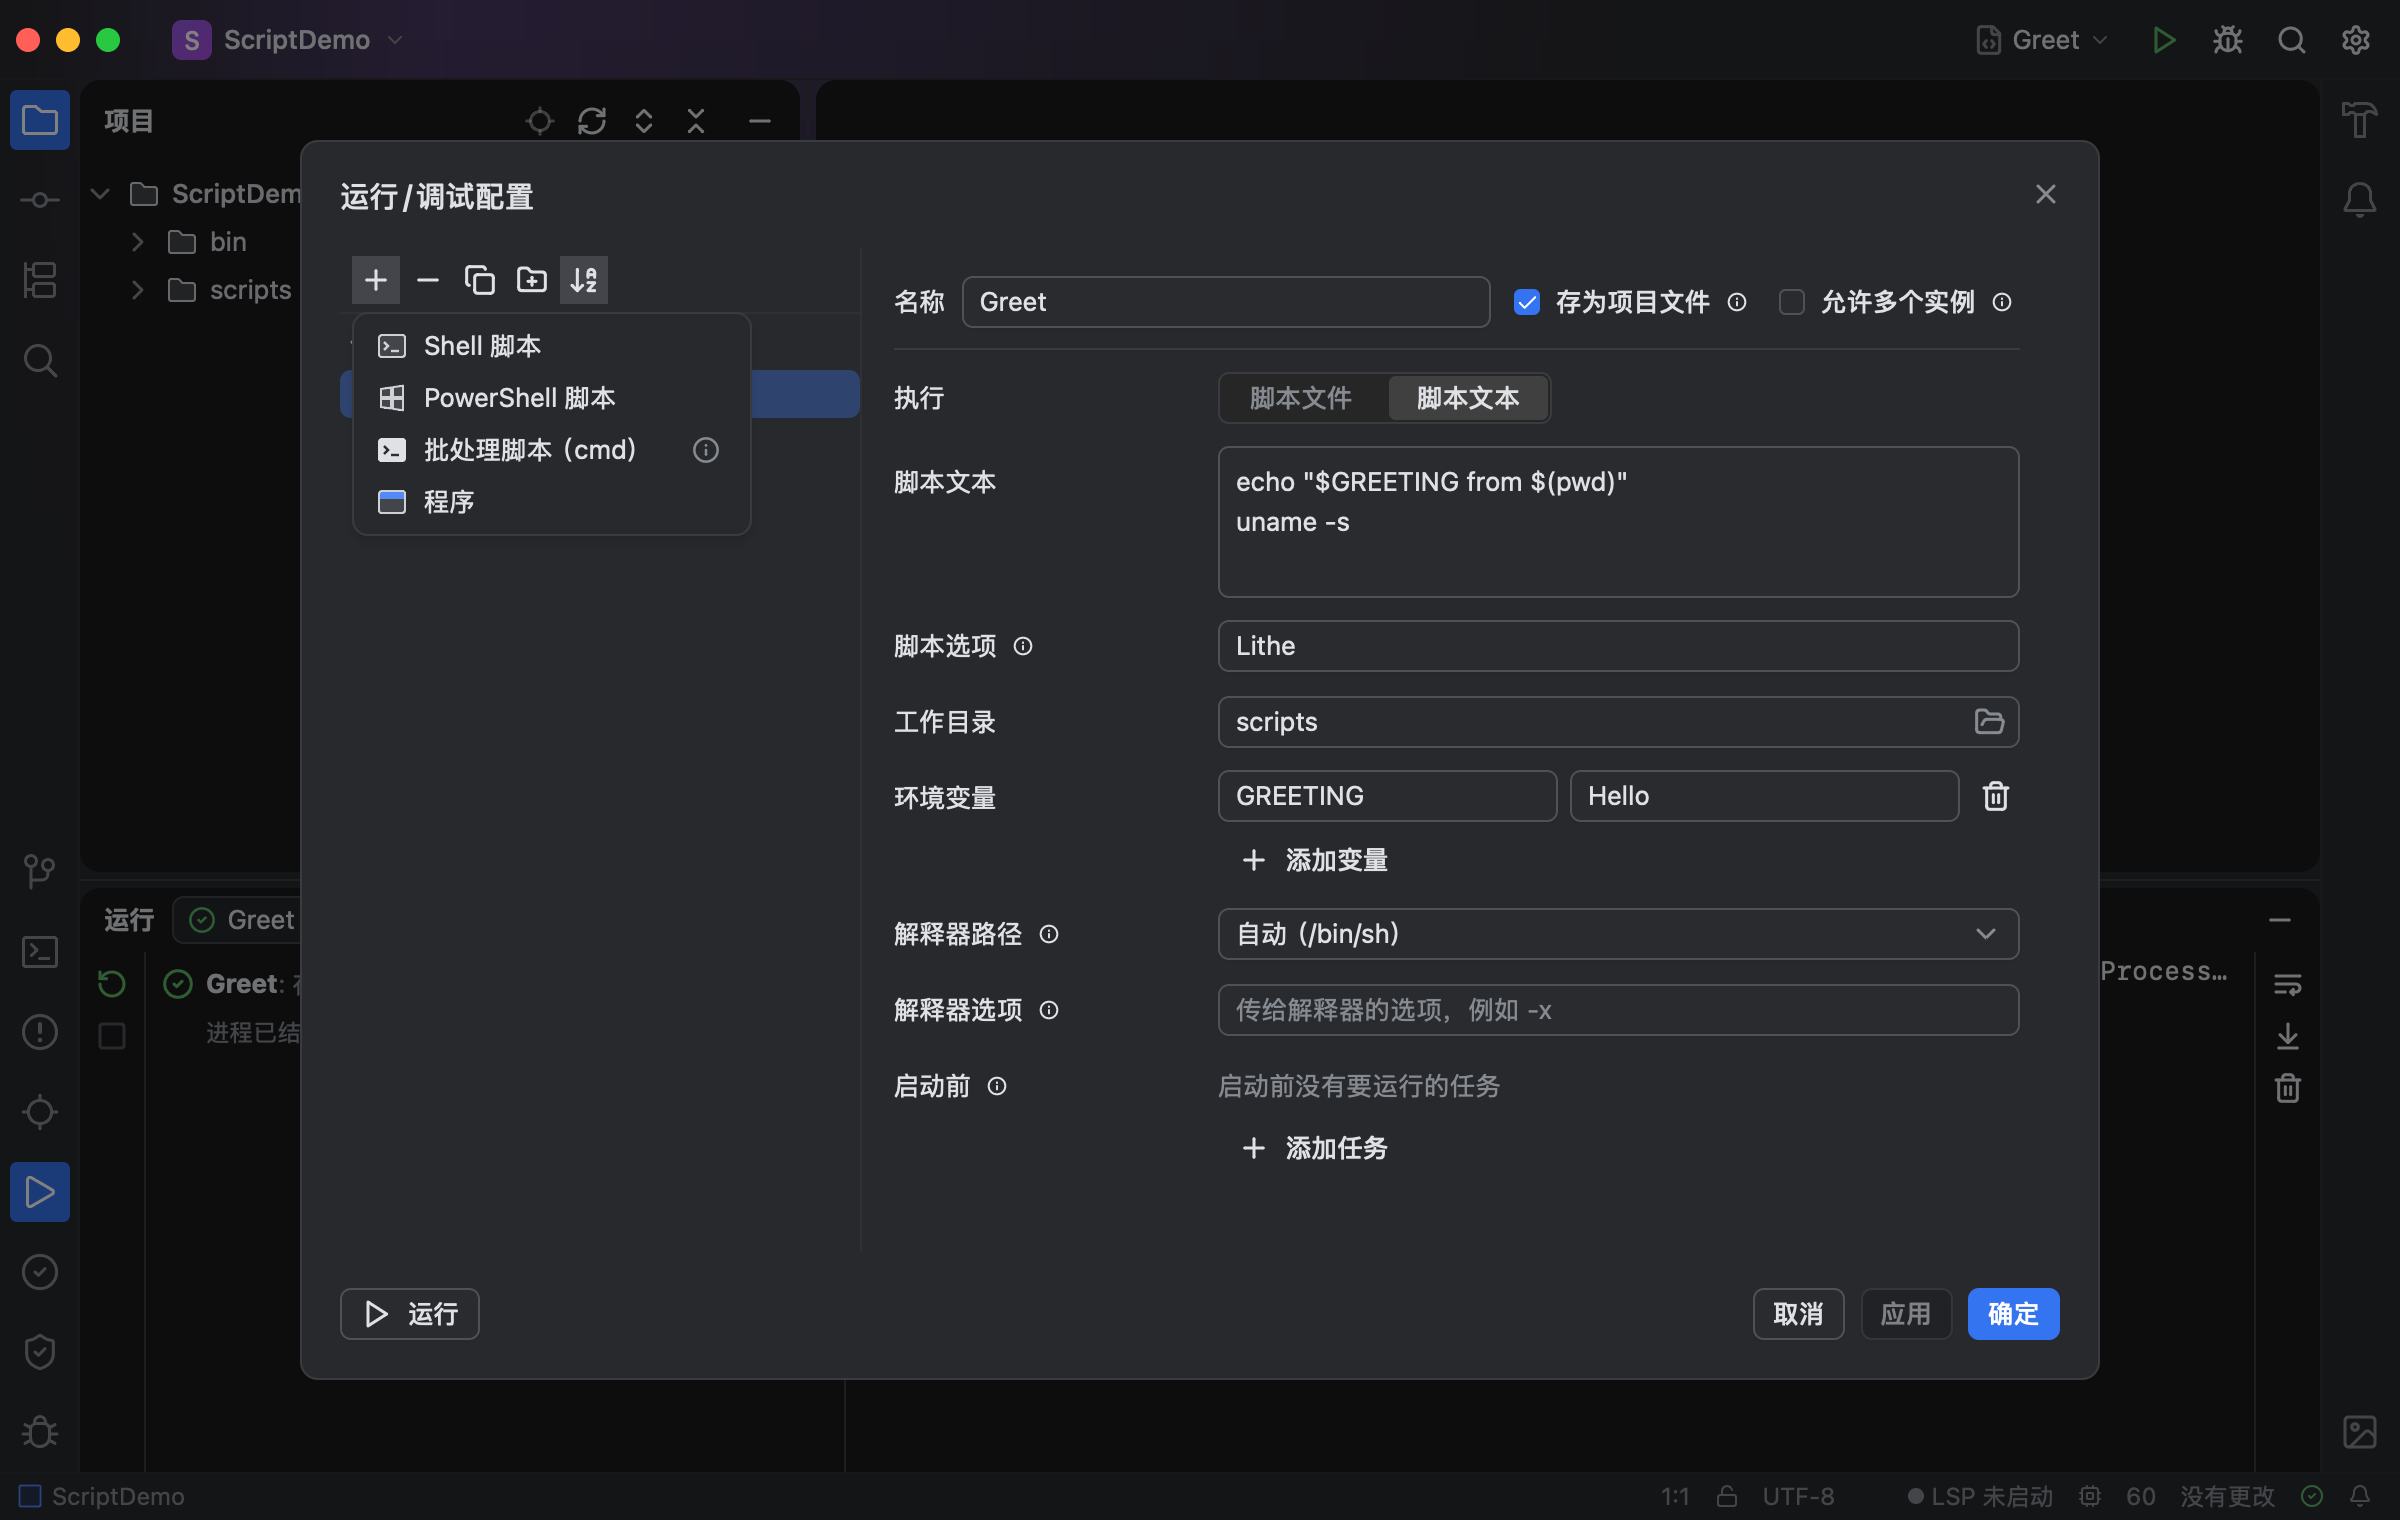 S ScriptDemo
Greet
项目
ScriptDem
bin
scripts
运行/调试配置
Shell 脚本
PowerShell 脚本
批处理脚本 (cmd)
程序
名称 Greet 存为项目文件 允许多个实例
执行 脚本文件 脚本文本
脚本文本 echo "$GREETING from $(pwd)"
uname -s
脚本选项 Lithe
工作目录 scripts
环境变量 GREETING Hello
添加变量
解释器路径 自动 (/bin/sh)
解释器选项 传给解释器的选项，例如 -x
启动前 启动前没有要运行的任务
添加任务
运行 取消 应用 确定
运行 Greet
Greet:
进程已结
Process…
ScriptDemo 1:1 UTF-8 LSP 未启动 60 没有更改